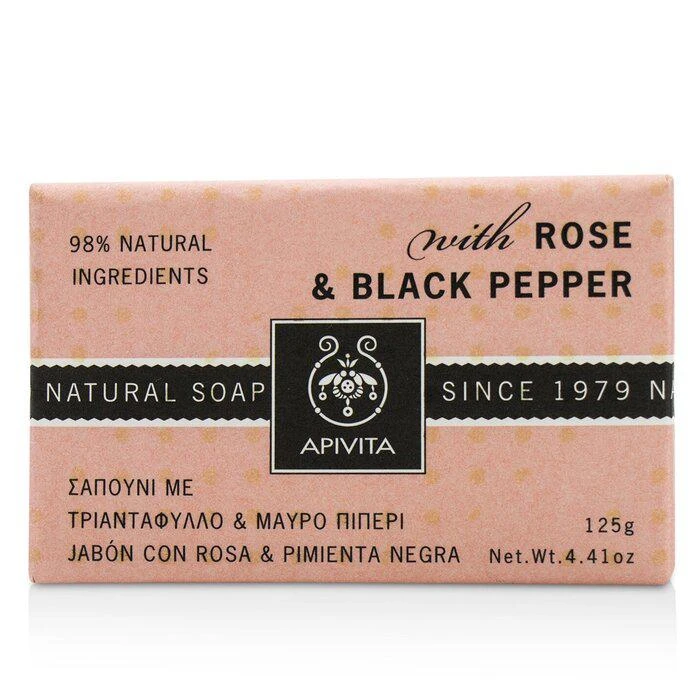 98% NATURAL
INGREDIENTS
with ROSE
& BLACK PEPPER
NATURAL SOAP
APIVITA
SINCE 1979
ΣΑΠΟΥΝΙ ΜΕ
ΤΡΙΑΝΤΑΦΥΛΛΟ & ΜΑΥΡΟ ΠΙΠΕΡΙ
JABÓN CON ROSA & PIMIENTA NEGRA
125g
Net.Wt.4.41oz